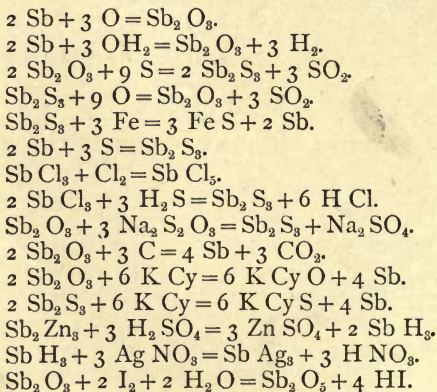 2 Sb + 3 O = Sb₂ O₃.
2 Sb + 3 OH₂ = Sb₂ O₃ + 3 H₂.
2 Sb₂ O₃ + 9 S = 2 Sb₂ S₃ + 3 SO₂.
Sb₂ S₃ + 9 O = Sb₂ O₃ + 3 SO₂.
Sb₂ S₃ + 3 Fe = 3 Fe S + 2 Sb.
2 Sb + 3 S = Sb₂ S₃.
Sb Cl₃ + Cl₂ = Sb Cl₅.
2 Sb Cl₃ + 3 H₂ S = Sb₂ S₃ + 6 H Cl.
Sb₂ O₃ + 3 Na₂ S₂ O₃ = Sb₂ S₃ + Na₂ SO₄.
2 Sb₂ O₃ + 3 C = 4 Sb + 3 CO₂.
2 Sb₂ O₃ + 6 K Cy = 6 K Cy O + 4 Sb.
2 Sb₂ S₃ + 6 K Cy = 6 K Cy S + 4 Sb.
Sb₂ Zn₃ + 3 H₂ SO₄ = 3 Zn SO₄ + 2 Sb H₃.
Sb H₃ + 3 Ag NO₃ = Sb Ag₃ + 3 H NO₃.
Sb₂ O₃ + 2 I₂ + 2 H₂ O = Sb₂ O₅ + 4 HI.